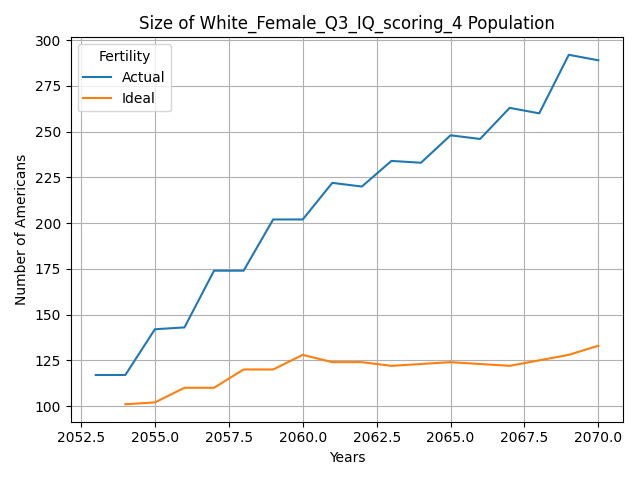 Size of White_Female_Q3_IQ_scoring_4 Population
Fertility
Actual
Ideal
Number of Americans
300
275
250
225
200
175
150
125
100
2052.5 2055.0 2057.5 2060.0 2062.5 2065.0 2067.5 2070.0
Years